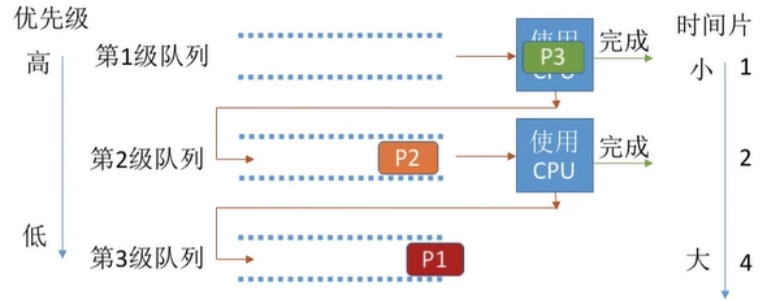 优先级
时间片
高
第1级队列
使用
CPU
P3
完成
小
1
第2级队列
P2
使用
CPU
完成
2
低
第3级队列
P1
大
4